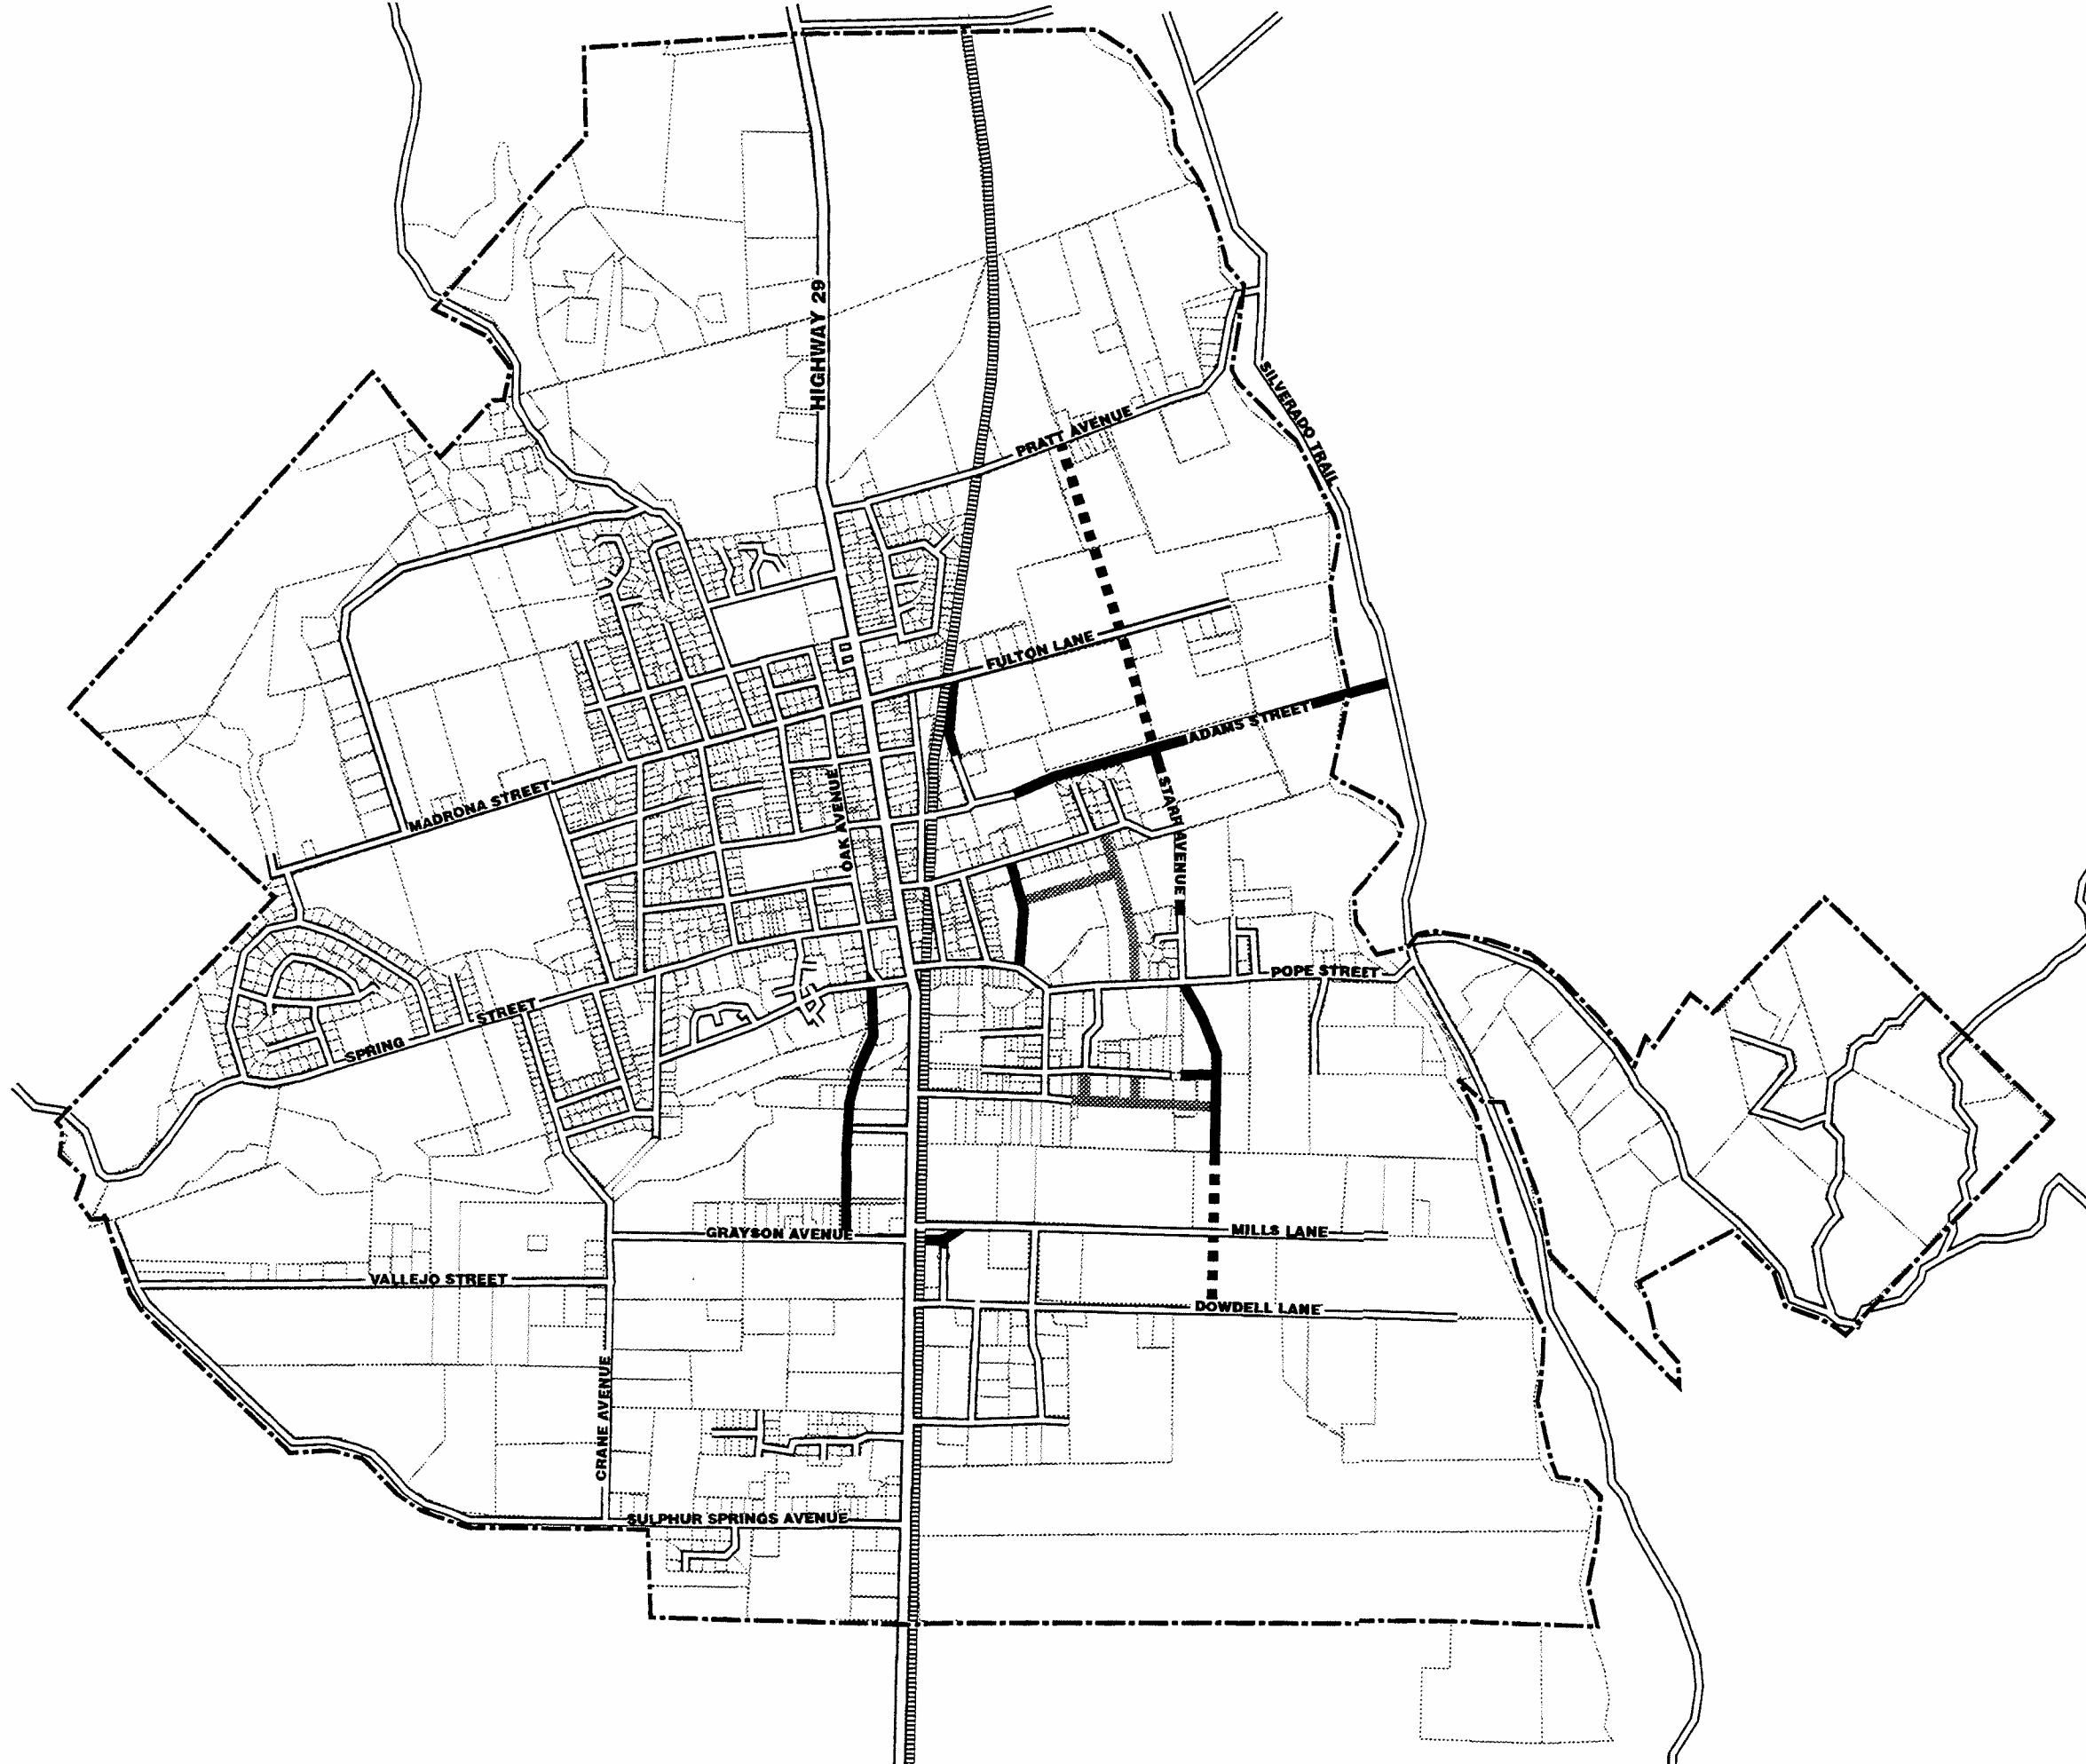 HIGHWAY 29
SILVERADO TRAIL
PRATT AVENUE
FULTON LANE
ADAMS STREET
STARR AVENUE
OAK AVENUE
MADRONA STREET
POPE STREET
SPRING STREET
GRAYSON AVENUE
MILLS LANE
VALLEJO STREET
DOWDELL LANE
CRANE AVENUE
SULPHUR SPRINGS AVENUE